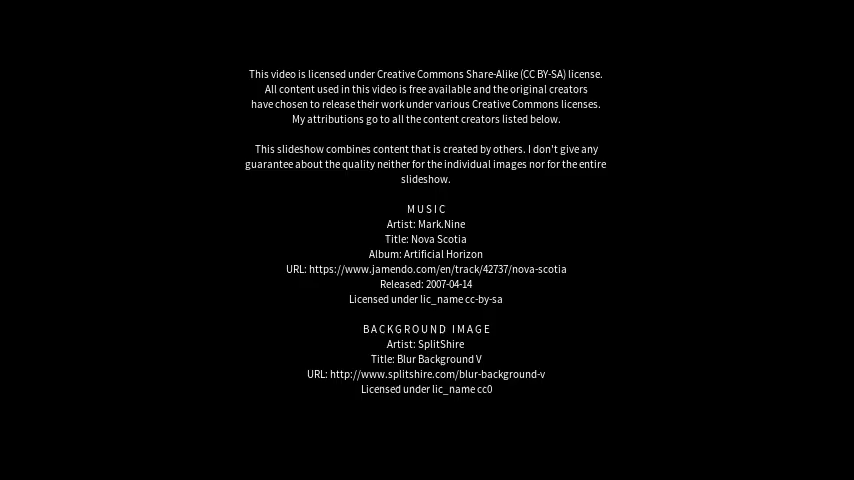 This video is licensed under Creative Commons Share-Alike (CC BY-SA) license.
All content used in this video is free available and the original creators
have chosen to release their work under various Creative Commons licenses.
My attributions go to all the content creators listed below.
This slideshow combines content that is created by others. I don't give any
guarantee about the quality neither for the individual images nor for the entire
slideshow.
MUSIC
Artist: Mark.Nine
Title: Nova Scotia
Album: Artificial Horizon
URL: https://www.jamendo.com/en/track/42737/nova-scotia
Released: 2007-04-14
Licensed under lic_name cc-by-sa
BACKGROUND IMAGE
Artist: SplitShire
Title: Blur Background V
URL: http://www.splitshire.com/blur-background-v
Licensed under lic_name cc0